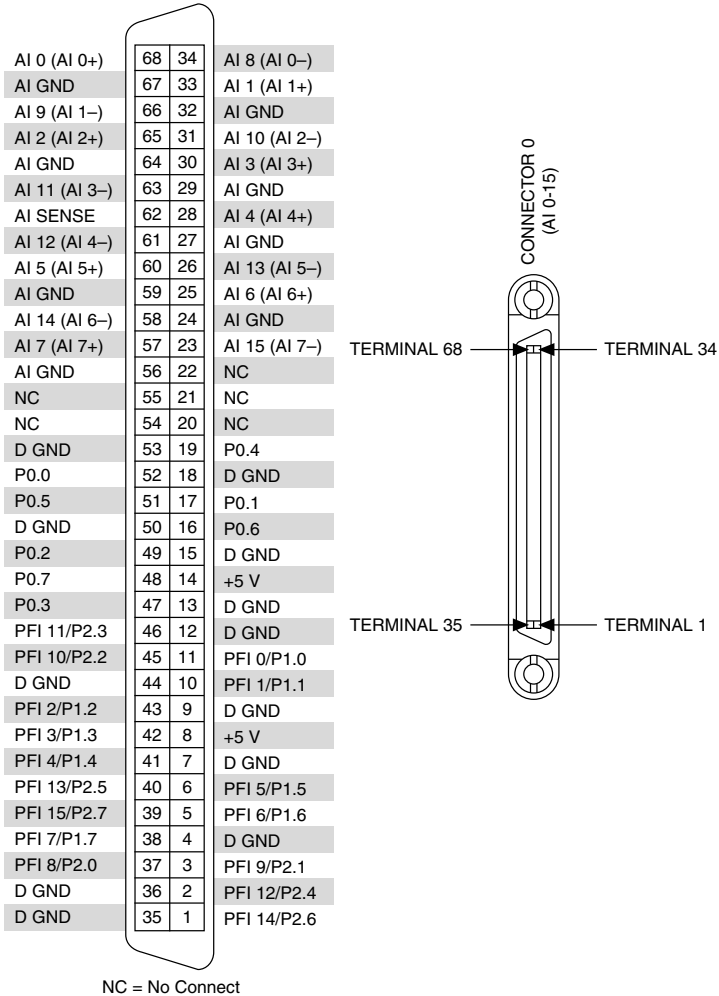 AI 0 (AI 0+) 68 34 AI 8 (AI 0–)
AI GND 67 33 AI 1 (AI 1+)
AI 9 (AI 1–) 66 32 AI GND
AI 2 (AI 2+) 65 31 AI 10 (AI 2–)
AI GND 64 30 AI 3 (AI 3+)
AI 11 (AI 3–) 63 29 AI GND
AI SENSE 62 28 AI 4 (AI 4+)
AI 12 (AI 4–) 61 27 AI GND
AI 5 (AI 5+) 60 26 AI 13 (AI 5–)
AI GND 59 25 AI 6 (AI 6+)
AI 14 (AI 6–) 58 24 AI GND
AI 7 (AI 7+) 57 23 AI 15 (AI 7–)
AI GND 56 22 NC
NC 55 21 NC
NC 54 20 NC
D GND 53 19 P0.4
P0.0 52 18 D GND
P0.5 51 17 P0.1
D GND 50 16 P0.6
P0.2 49 15 D GND
P0.7 48 14 +5 V
P0.3 47 13 D GND
PFI 11/P2.3 46 12 D GND
PFI 10/P2.2 45 11 PFI 0/P1.0
D GND 44 10 PFI 1/P1.1
PFI 2/P1.2 43 9 D GND
PFI 3/P1.3 42 8 +5 V
PFI 4/P1.4 41 7 D GND
PFI 13/P2.5 40 6 PFI 5/P1.5
PFI 15/P2.7 39 5 PFI 6/P1.6
PFI 7/P1.7 38 4 D GND
PFI 8/P2.0 37 3 PFI 9/P2.1
D GND 36 2 PFI 12/P2.4
D GND 35 1 PFI 14/P2.6
NC = No Connect
CONNECTOR 0
(AI 0-15)
TERMINAL 68
TERMINAL 34
TERMINAL 35
TERMINAL 1